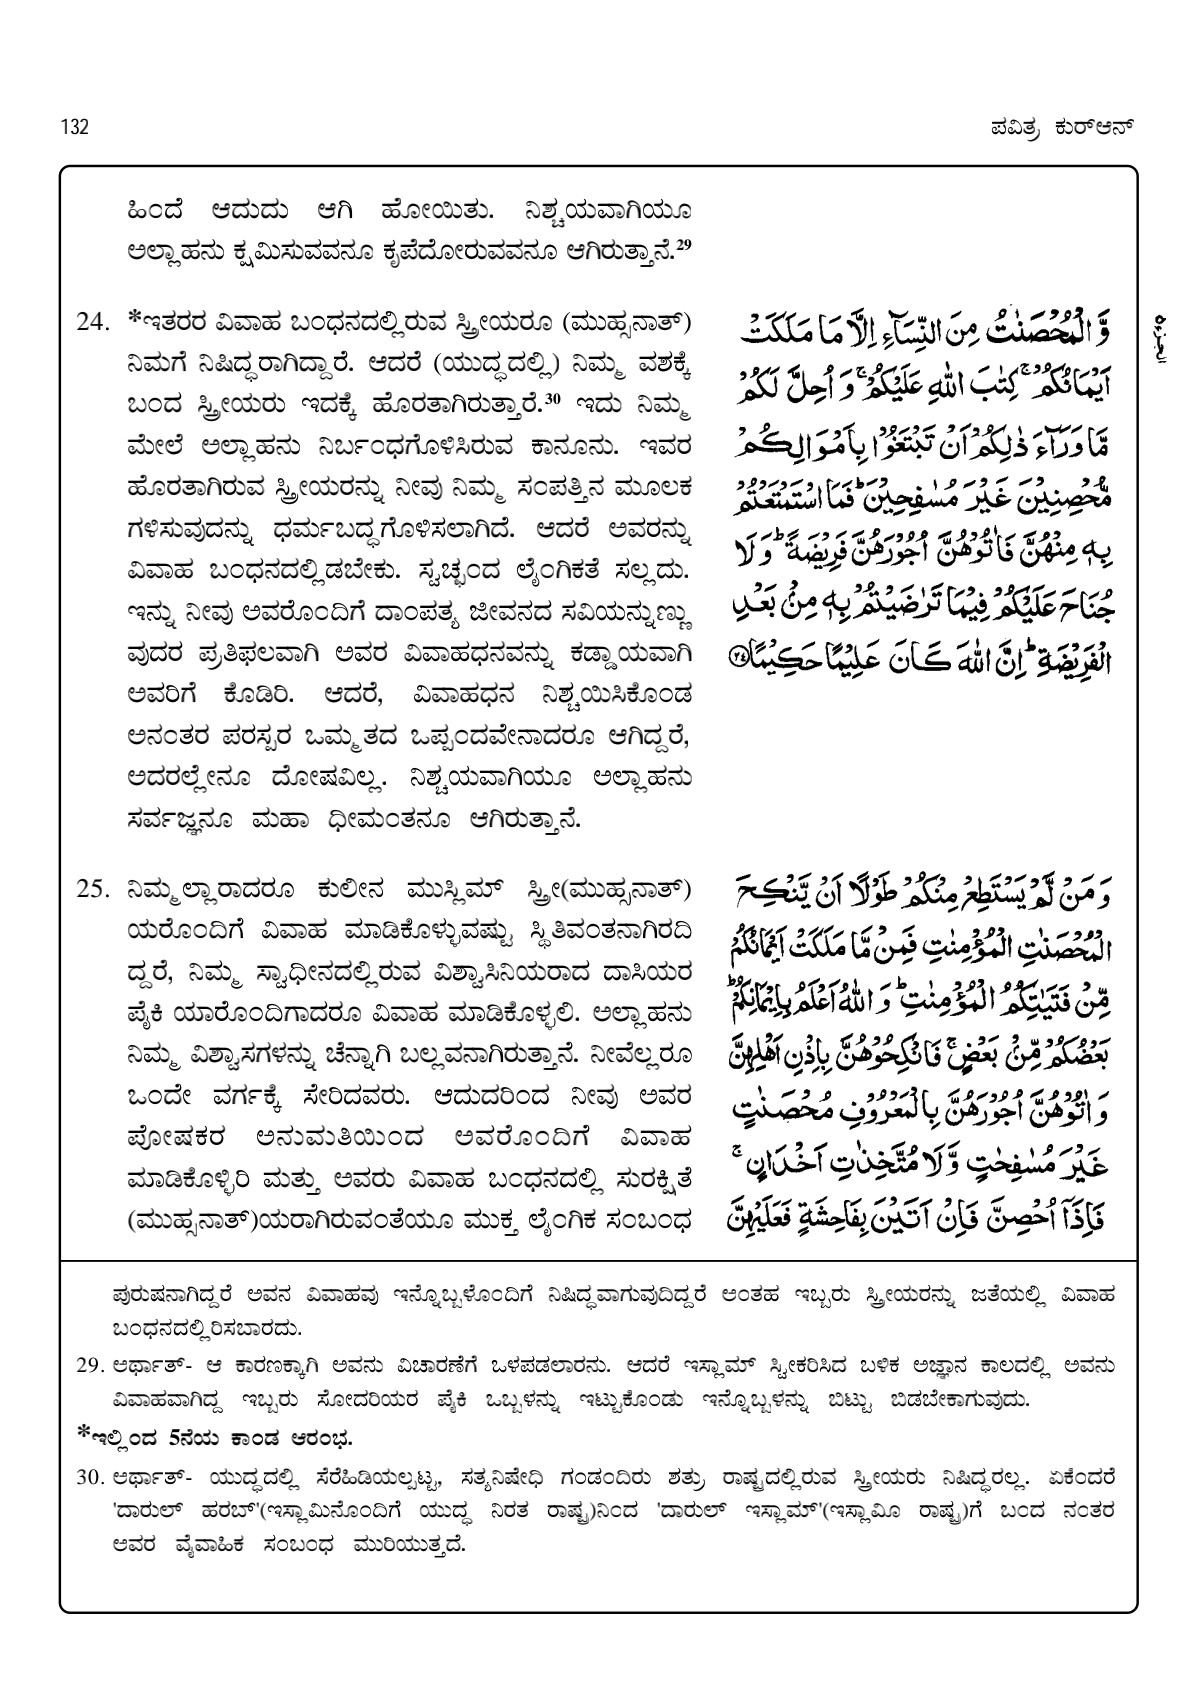 132
ಪವಿತ್ರ ಕುರ್‌ಆನ್
ಹಿಂದೆ ಆದುದು ಆಗಿ ಹೋಯಿತು. ನಿಶ್ಚಯವಾಗಿಯೂ
ಅಲ್ಲಾಹನು ಕ್ಷಮಿಸುವವನೂ ಕೃಪೆದೋರುವವನೂ ಆಗಿರುತ್ತಾನೆ.29
24. *ಇತರರ ವಿವಾಹ ಬಂಧನದಲ್ಲಿರುವ ಸ್ತ್ರೀಯರೂ (ಮುಹ್ಸನಾತ್)
ನಿಮಗೆ ನಿಷಿದ್ಧರಾಗಿದ್ದಾರೆ. ಆದರೆ (ಯುದ್ಧದಲ್ಲಿ) ನಿಮ್ಮ ವಶಕ್ಕೆ
ಬಂದ ಸ್ತ್ರೀಯರು ಇದಕ್ಕೆ ಹೊರತಾಗಿರುತ್ತಾರೆ.30 ಇದು ನಿಮ್ಮ
ಮೇಲೆ ಅಲ್ಲಾಹನು ನಿರ್ಬಂಧಗೊಳಿಸಿರುವ ಕಾನೂನು. ಇವರ
ಹೊರತಾಗಿರುವ ಸ್ತ್ರೀಯರನ್ನು ನೀವು ನಿಮ್ಮ ಸಂಪತ್ತಿನ ಮೂಲಕ
ಗಳಿಸುವುದನ್ನು ಧರ್ಮಬದ್ಧಗೊಳಿಸಲಾಗಿದೆ. ಆದರೆ ಅವರನ್ನು
ವಿವಾಹ ಬಂಧನದಲ್ಲಿಡಬೇಕು. ಸ್ವಚ್ಛಂದ ಲೈಂಗಿಕತೆ ಸಲ್ಲದು.
ಇನ್ನು ನೀವು ಅವರೊಂದಿಗೆ ದಾಂಪತ್ಯ ಜೀವನದ ಸವಿಯನ್ನುಣ್ಣು
ವುದರ ಪ್ರತಿಫಲವಾಗಿ ಅವರ ವಿವಾಹಧನವನ್ನು ಕಡ್ಡಾಯವಾಗಿ
ಅವರಿಗೆ ಕೊಡಿರಿ. ಆದರೆ, ವಿವಾಹಧನ ನಿಶ್ಚಯಿಸಿಕೊಂಡ
ಅನಂತರ ಪರಸ್ಪರ ಒಮ್ಮತದ ಒಪ್ಪಂದವೇನಾದರೂ ಆಗಿದ್ದರೆ,
ಅದರಲ್ಲೇನೂ ದೋಷವಿಲ್ಲ. ನಿಶ್ಚಯವಾಗಿಯೂ ಅಲ್ಲಾಹನು
ಸರ್ವಜ್ಞನೂ ಮಹಾ ಧೀಮಂತನೂ ಆಗಿರುತ್ತಾನೆ.
وَّالْمُحْصَنٰتُ مِنَ النِّسَآءِ اِلَّا مَا مَلَكَتْ
اَيْمَانُكُمْ ۚ كِتٰبَ اللّٰهِ عَلَيْكُمْ ۚ وَاُحِلَّ لَكُمْ
مَّا وَرَآءَ ذٰلِكُمْ اَنْ تَبْتَغُوْا بِاَمْوَالِكُمْ
مُّحْصِنِيْنَ غَيْرَ مُسٰفِحِيْنَ ؕ فَمَا اسْتَمْتَعْتُمْ
بِهٖ مِنْهُنَّ فَاٰتُوْهُنَّ اُجُوْرَهُنَّ فَرِيْضَةً ؕ وَلَا
جُنَاحَ عَلَيْكُمْ فِيْمَا تَرٰضَيْتُمْ بِهٖ مِنْۢ بَعْدِ
الْفَرِيْضَةِ ؕ اِنَّ اللّٰهَ كَانَ عَلِيْمًا حَكِيْمًا ۝٢٤
الجزء ٥
25. ನಿಮ್ಮಲ್ಲಾರಾದರೂ ಕುಲೀನ ಮುಸ್ಲಿಮ್ ಸ್ತ್ರೀ(ಮುಹ್ಸನಾತ್)
ಯರೊಂದಿಗೆ ವಿವಾಹ ಮಾಡಿಕೊಳ್ಳುವಷ್ಟು ಸ್ಥಿತಿವಂತನಾಗಿರದಿ
ದ್ದರೆ, ನಿಮ್ಮ ಸ್ವಾಧೀನದಲ್ಲಿರುವ ವಿಶ್ವಾಸಿನಿಯರಾದ ದಾಸಿಯರ
ಪೈಕಿ ಯಾರೊಂದಿಗಾದರೂ ವಿವಾಹ ಮಾಡಿಕೊಳ್ಳಲಿ. ಅಲ್ಲಾಹನು
ನಿಮ್ಮ ವಿಶ್ವಾಸಗಳನ್ನು ಚೆನ್ನಾಗಿ ಬಲ್ಲವನಾಗಿರುತ್ತಾನೆ. ನೀವೆಲ್ಲರೂ
ಒಂದೇ ವರ್ಗಕ್ಕೆ ಸೇರಿದವರು. ಆದುದರಿಂದ ನೀವು ಅವರ
ಪೋಷಕರ ಅನುಮತಿಯಿಂದ ಅವರೊಂದಿಗೆ ವಿವಾಹ
ಮಾಡಿಕೊಳ್ಳಿರಿ ಮತ್ತು ಅವರು ವಿವಾಹ ಬಂಧನದಲ್ಲಿ ಸುರಕ್ಷಿತೆ
(ಮುಹ್ಸನಾತ್)ಯರಾಗಿರುವಂತೆಯೂ ಮುಕ್ತ ಲೈಂಗಿಕ ಸಂಬಂಧ
وَمَنْ لَّمْ يَسْتَطِعْ مِنْكُمْ طَوْلًا اَنْ يَّنْكِحَ
الْمُحْصَنٰتِ الْمُؤْمِنٰتِ فَمِنْ مَّا مَلَكَتْ اَيْمَانُكُمْ
مِّنْ فَتَيٰتِكُمُ الْمُؤْمِنٰتِ ؕ وَاللّٰهُ اَعْلَمُ بِاِيْمَانِكُمْ ؕ
بَعْضُكُمْ مِّنْۢ بَعْضٍ ۚ فَانْكِحُوْهُنَّ بِاِذْنِ اَهْلِهِنَّ
وَاٰتُوْهُنَّ اُجُوْرَهُنَّ بِالْمَعْرُوْفِ مُحْصَنٰتٍ
غَيْرَ مُسٰفِحٰتٍ وَّلَا مُتَّخِذٰتِ اَخْدَانٍ ۚ
فَاِذَاۤ اُحْصِنَّ فَاِنْ اَتَيْنَ بِفَاحِشَةٍ فَعَلَيْهِنَّ
ಪುರುಷನಾಗಿದ್ದರೆ ಅವನ ವಿವಾಹವು ಇನ್ನೊಬ್ಬಳೊಂದಿಗೆ ನಿಷಿದ್ಧವಾಗುವುದಿದ್ದರೆ ಅಂತಹ ಇಬ್ಬರು ಸ್ತ್ರೀಯರನ್ನು ಜತೆಯಲ್ಲಿ ವಿವಾಹ
ಬಂಧನದಲ್ಲಿರಿಸಬಾರದು.
29. ಅರ್ಥಾತ್- ಆ ಕಾರಣಕ್ಕಾಗಿ ಅವನು ವಿಚಾರಣೆಗೆ ಒಳಪಡಲಾರನು. ಆದರೆ ಇಸ್ಲಾಮ್ ಸ್ವೀಕರಿಸಿದ ಬಳಿಕ ಅಜ್ಞಾನ ಕಾಲದಲ್ಲಿ ಅವನು
ವಿವಾಹವಾಗಿದ್ದ ಇಬ್ಬರು ಸೋದರಿಯರ ಪೈಕಿ ಒಬ್ಬಳನ್ನು ಇಟ್ಟುಕೊಂಡು ಇನ್ನೊಬ್ಬಳನ್ನು ಬಿಟ್ಟು ಬಿಡಬೇಕಾಗುವುದು.
*ಇಲ್ಲಿಂದ 5ನೆಯ ಕಾಂಡ ಆರಂಭ.
30. ಅರ್ಥಾತ್- ಯುದ್ಧದಲ್ಲಿ ಸೆರೆಹಿಡಿಯಲ್ಪಟ್ಟ, ಸತ್ಯನಿಷೇಧಿ ಗಂಡಂದಿರು ಶತ್ರು ರಾಷ್ಟ್ರದಲ್ಲಿರುವ ಸ್ತ್ರೀಯರು ನಿಷಿದ್ಧರಲ್ಲ. ಏಕೆಂದರೆ
'ದಾರುಲ್ ಹರಬ್'(ಇಸ್ಲಾಮಿನೊಂದಿಗೆ ಯುದ್ಧ ನಿರತ ರಾಷ್ಟ್ರ)ನಿಂದ 'ದಾರುಲ್ ಇಸ್ಲಾಮ್'(ಇಸ್ಲಾಮೀ ರಾಷ್ಟ್ರ)ಗೆ ಬಂದ ನಂತರ
ಅವರ ವೈವಾಹಿಕ ಸಂಬಂಧ ಮುರಿಯುತ್ತದೆ.